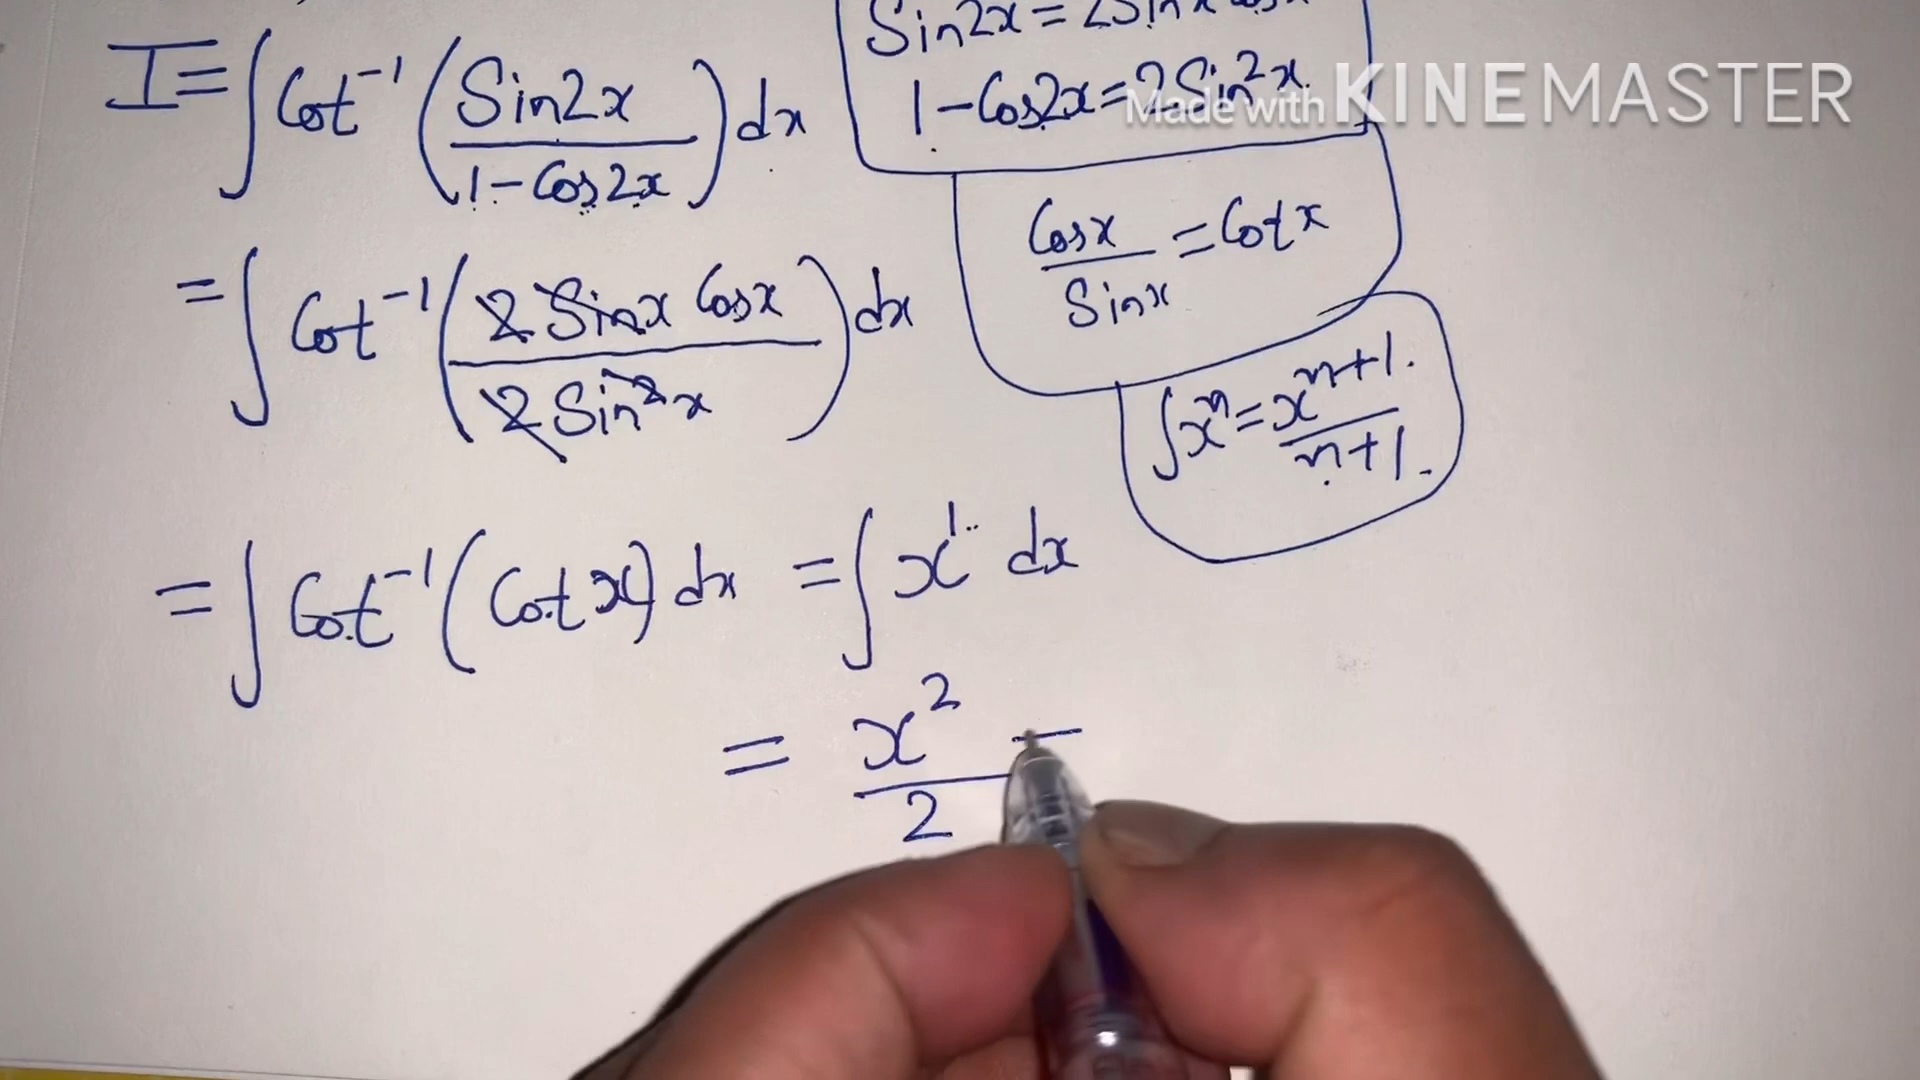 Sin2x = 2Sinx Cosx
I = ∫ Cot⁻¹ (Sin2x / 1 - Cos2x) dx
1 - Cos2x = 2Sin²x
Made with KINEMASTER
Cosx / Sinx = Cotx
= ∫ Cot⁻¹ (2 Sinx Cosx / 2 Sin²x) dx
∫xⁿ = xⁿ⁺¹ / n+1.
= ∫ Cot⁻¹ (Cotx) dx = ∫ x¹ dx
= x² / 2